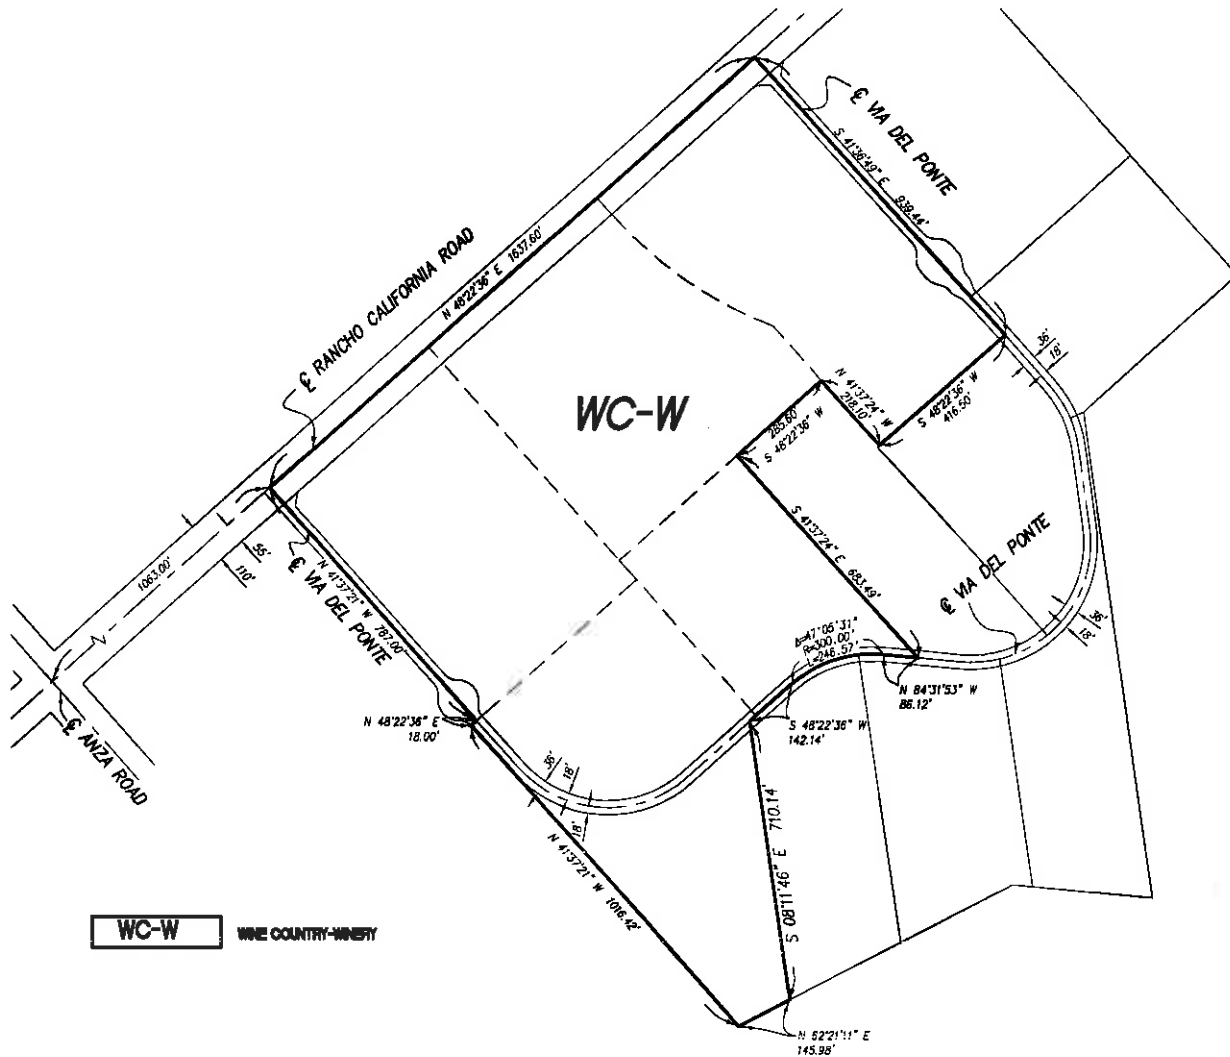 ℄ VIA DEL PONTE
S 41°36'49" E 939.44'
℄ RANCHO CALIFORNIA ROAD
N 48°22'36" E 1637.60'
36'
18'
N 41°37'24" W
218.10'
S 48°22'36" W
416.50'
WC-W
285.60'
S 48°22'36" W
1063.00'
55'
110'
℄ VIA DEL PONTE
N 41°37'21" W 787.00'
S 41°37'24" E 683.49'
℄ VIA DEL PONTE
36'
18'
Δ=47°05'31"
R=300.00'
L=246.57'
N 84°31'53" W
86.12'
N 48°22'36" E
18.00'
S 48°22'36" W
142.14'
℄ ANZA ROAD
36'
18'
18'
N 41°37'21" W 1016.42'
S 08°11'46" E 710.14'
WC-W WINE COUNTRY-WINERY
N 62°21'11" E
145.98'